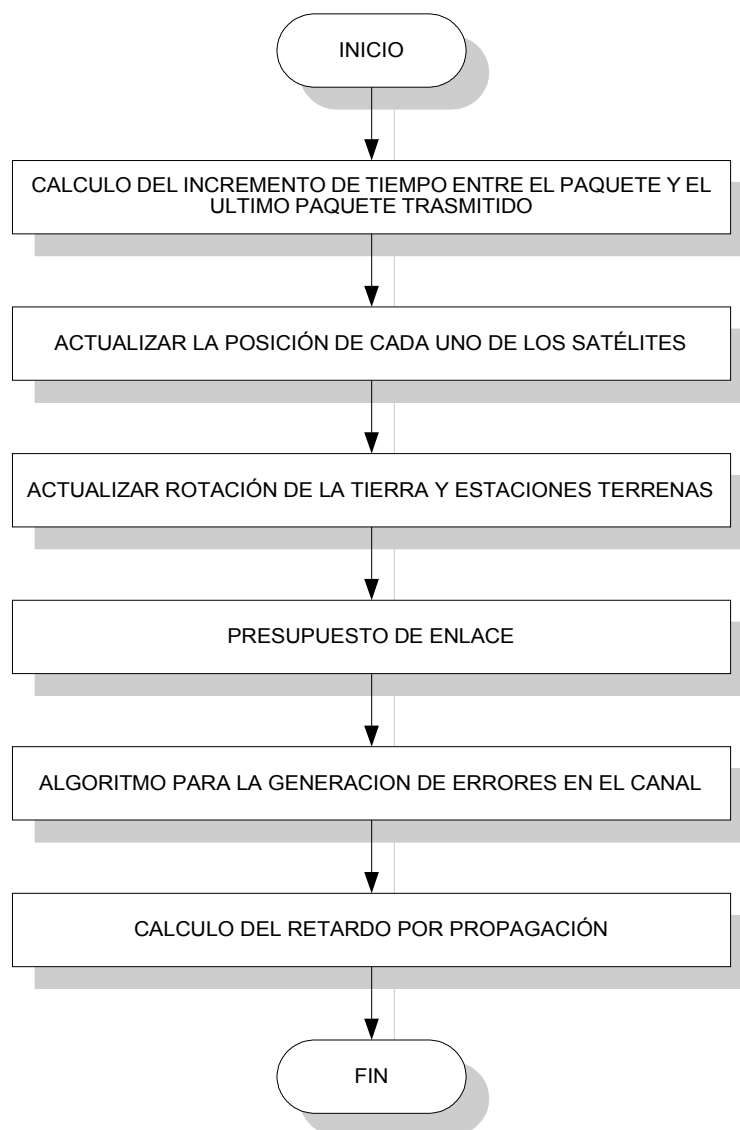 INICIO
CALCULO DEL INCREMENTO DE TIEMPO ENTRE EL PAQUETE Y EL
ULTIMO PAQUETE TRASMITIDO
ACTUALIZAR LA POSICIÓN DE CADA UNO DE LOS SATÉLITES
ACTUALIZAR ROTACIÓN DE LA TIERRA Y ESTACIONES TERRENAS
PRESUPUESTO DE ENLACE
ALGORITMO PARA LA GENERACION DE ERRORES EN EL CANAL
CALCULO DEL RETARDO POR PROPAGACIÓN
FIN